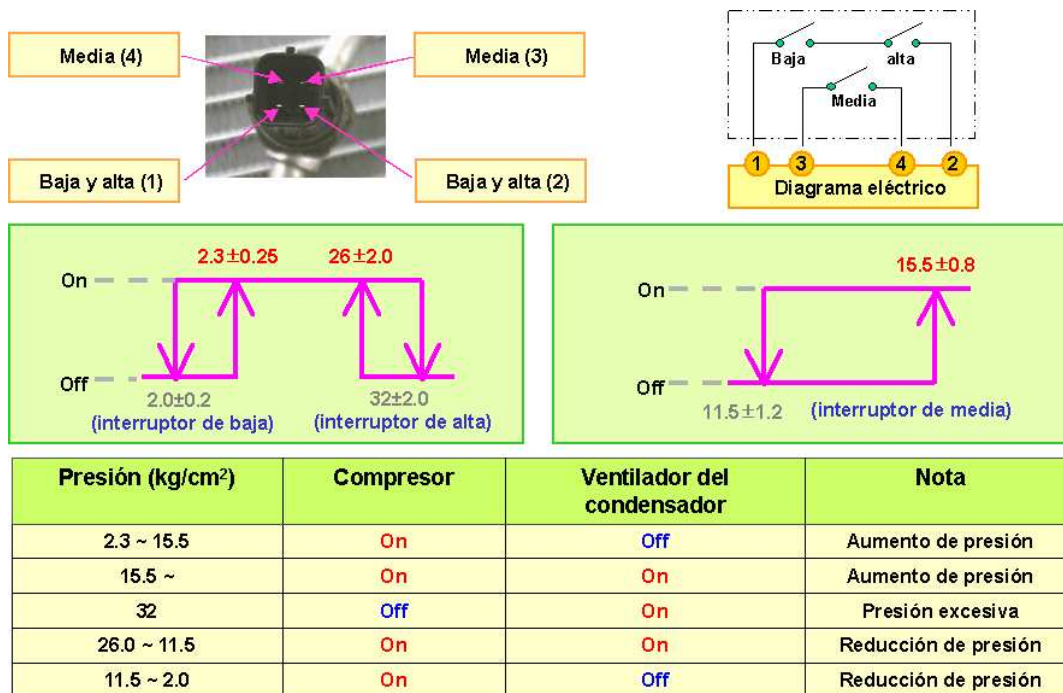 Media (4)
Media (3)
Baja y alta (1)
Baja y alta (2)
Baja
alta
Media
1
3
4
2
Diagrama eléctrico
2.3±0.25
26±2.0
On
Off
2.0±0.2
32±2.0
(interruptor de baja)
(interruptor de alta)
15.5±0.8
On
Off
11.5±1.2
(interruptor de media)
Presión (kg/cm²) Compresor Ventilador del
condensador Nota
2.3 ~ 15.5 On Off Aumento de presión
15.5 ~ On On Aumento de presión
32 Off On Presión excesiva
26.0 ~ 11.5 On On Reducción de presión
11.5 ~ 2.0 On Off Reducción de presión